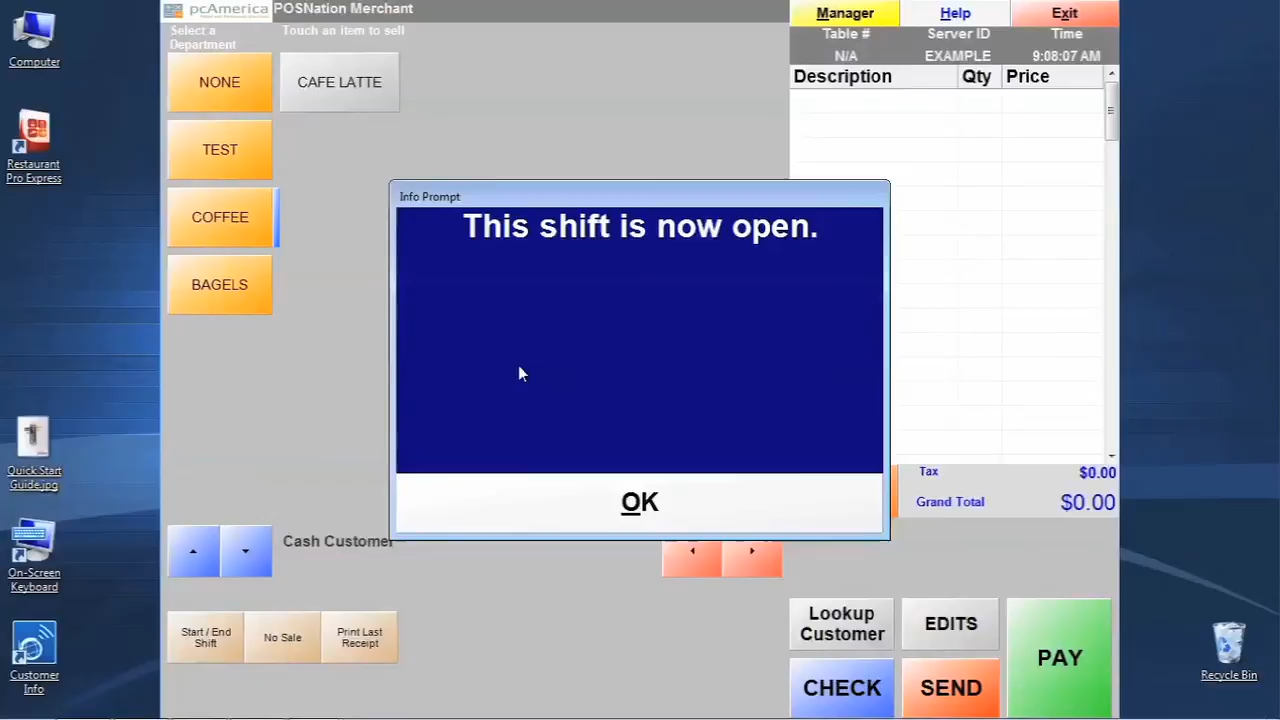 Computer
Restaurant
Pro Express
Quick Start
Guide.jpg
On-Screen
Keyboard
Customer
Info
pcAmerica
POSNation Merchant
Select a
Department
Touch an item to sell
NONE
CAFE LATTE
TEST
COFFEE
BAGELS
Manager
Help
Exit
Table #
Server ID
Time
N/A
EXAMPLE
9:08:07 AM
Description
Qty
Price
Info Prompt
This shift is now open.
OK
Tax
$0.00
Grand Total
$0.00
Cash Customer
Start / End
Shift
No Sale
Print Last
Receipt
Lookup
Customer
EDITS
PAY
CHECK
SEND
Recycle Bin